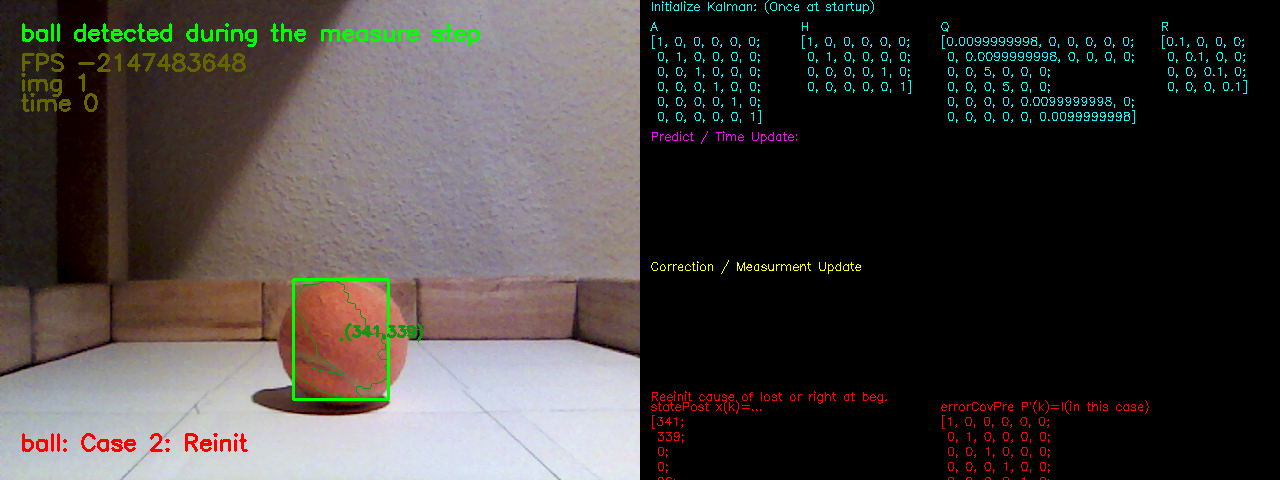 ball detected during the measure step
FPS -2147483648
img 1
time 0
(341,339)
ball: Case 2: Reinit
Initialize Kalman: (Once at startup)
A
[1, 0, 0, 0, 0, 0;
0, 1, 0, 0, 0, 0;
0, 0, 1, 0, 0, 0;
0, 0, 0, 1, 0, 0;
0, 0, 0, 0, 1, 0;
0, 0, 0, 0, 0, 1]
H
[1, 0, 0, 0, 0, 0;
0, 1, 0, 0, 0, 0;
0, 0, 0, 0, 1, 0;
0, 0, 0, 0, 0, 1]
Q
[0.0099999998, 0, 0, 0, 0, 0;
0, 0.0099999998, 0, 0, 0, 0;
0, 0, 5, 0, 0, 0;
0, 0, 0, 5, 0, 0;
0, 0, 0, 0, 0.0099999998, 0;
0, 0, 0, 0, 0, 0.0099999998]
R
[0.1, 0, 0, 0;
0, 0.1, 0, 0;
0, 0, 0.1, 0;
0, 0, 0, 0.1]
Predict / Time Update:
Correction / Measurment Update
Reeinit cause of lost or right at beg.
statePost x(k)=...
[341;
339;
0;
0;
errorCovPre P'(k)=I(in this case)
[1, 0, 0, 0, 0, 0;
0, 1, 0, 0, 0, 0;
0, 0, 1, 0, 0, 0;
0, 0, 0, 1, 0, 0;